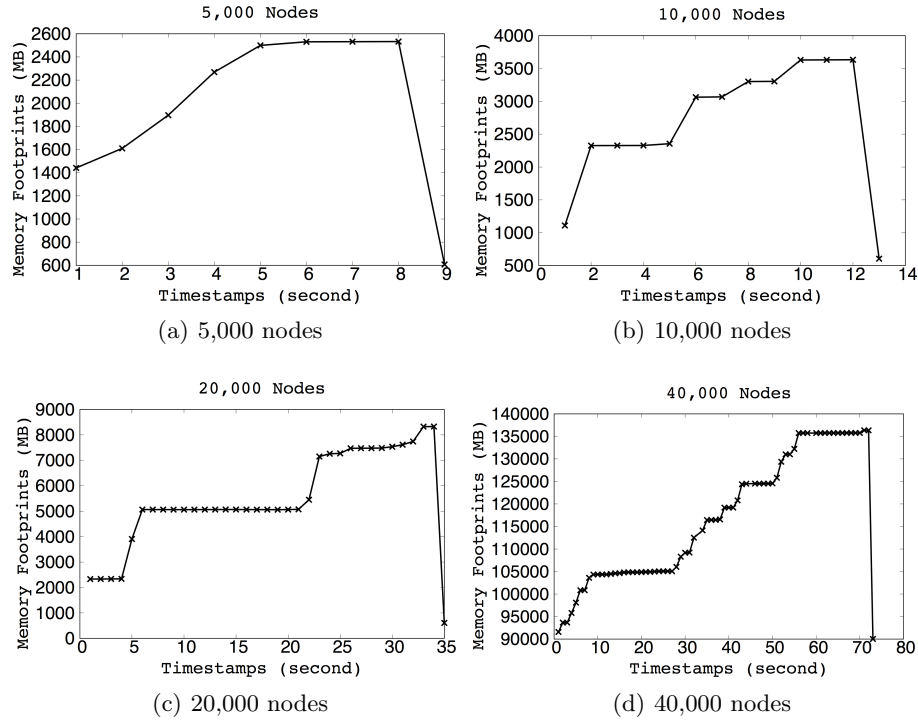 5,000 Nodes
Memory Footprints (MB)
2600
2400
2200
2000
1800
1600
1400
1200
1000
800
600
1 2 3 4 5 6 7 8 9
Timestamps (second)
(a) 5,000 nodes
10,000 Nodes
Memory Footprints (MB)
4000
3500
3000
2500
2000
1500
1000
500
0 2 4 6 8 10 12 14
Timestamps (second)
(b) 10,000 nodes
20,000 Nodes
Memory Footprints (MB)
9000
8000
7000
6000
5000
4000
3000
2000
1000
0
0 5 10 15 20 25 30 35
Timestamps (second)
(c) 20,000 nodes
40,000 Nodes
Memory Footprints (MB)
140000
135000
130000
125000
120000
115000
110000
105000
100000
95000
90000
0 10 20 30 40 50 60 70 80
Timestamps (second)
(d) 40,000 nodes